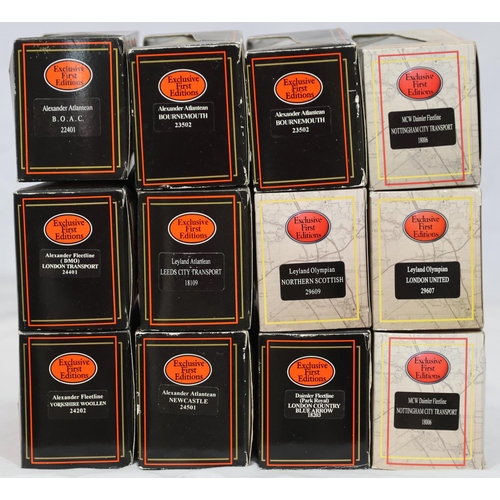 Exclusive
First
Editions
Alexander Atlantean
B.O.A.C.
22401
Exclusive
First
Editions
Alexander Atlantean
BOURNEMOUTH
23502
Exclusive
First
Editions
Alexander Atlantean
BOURNEMOUTH
23502
Exclusive
First
Editions
MCW Daimler Fleetline
NOTTINGHAM CITY TRANSPORT
18006
Exclusive
First
Editions
Alexander Fleetline
( DMO)
LONDON TRANSPORT
24401
Exclusive
First
Editions
Leyland Atlantean
LEEDS CITY TRANSPORT
18109
Exclusive
First
Editions
Leyland Olympian
NORTHERN SCOTTISH
29609
Exclusive
First
Editions
Leyland Olympian
LONDON UNITED
29607
Exclusive
First
Editions
Alexander Fleetline
YORKSHIRE WOOLLEN
24202
Exclusive
First
Editions
Alexander Atlantean
NEWCASTLE
24501
Exclusive
First
Editions
Daimler Fleetline
(Park Royal)
LONDON COUNTRY
BLUE ARROW
18203
Exclusive
First
Editions
MCW Daimler Fleetline
NOTTINGHAM CITY TRANSPORT
18006